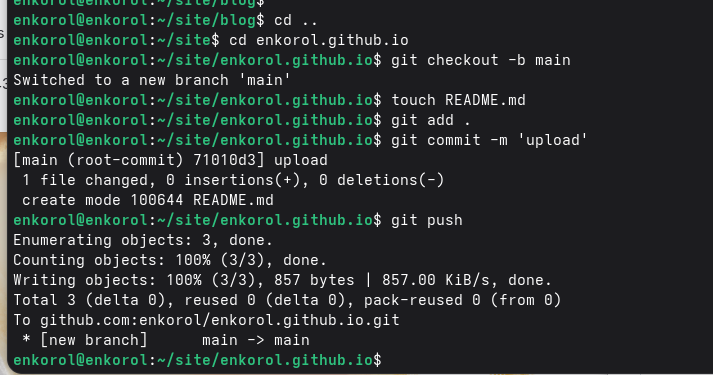 enkorol@enkorol:~/site/blog$
enkorol@enkorol:~/site/blog$ cd ..
enkorol@enkorol:~/site$ cd enkorol.github.io
enkorol@enkorol:~/site/enkorol.github.io$ git checkout -b main
Switched to a new branch 'main'
enkorol@enkorol:~/site/enkorol.github.io$ touch README.md
enkorol@enkorol:~/site/enkorol.github.io$ git add .
enkorol@enkorol:~/site/enkorol.github.io$ git commit -m 'upload'
[main (root-commit) 71010d3] upload
 1 file changed, 0 insertions(+), 0 deletions(-)
 create mode 100644 README.md
enkorol@enkorol:~/site/enkorol.github.io$ git push
Enumerating objects: 3, done.
Counting objects: 100% (3/3), done.
Writing objects: 100% (3/3), 857 bytes | 857.00 KiB/s, done.
Total 3 (delta 0), reused 0 (delta 0), pack-reused 0 (from 0)
To github.com:enkorol/enkorol.github.io.git
 * [new branch]      main -> main
enkorol@enkorol:~/site/enkorol.github.io$